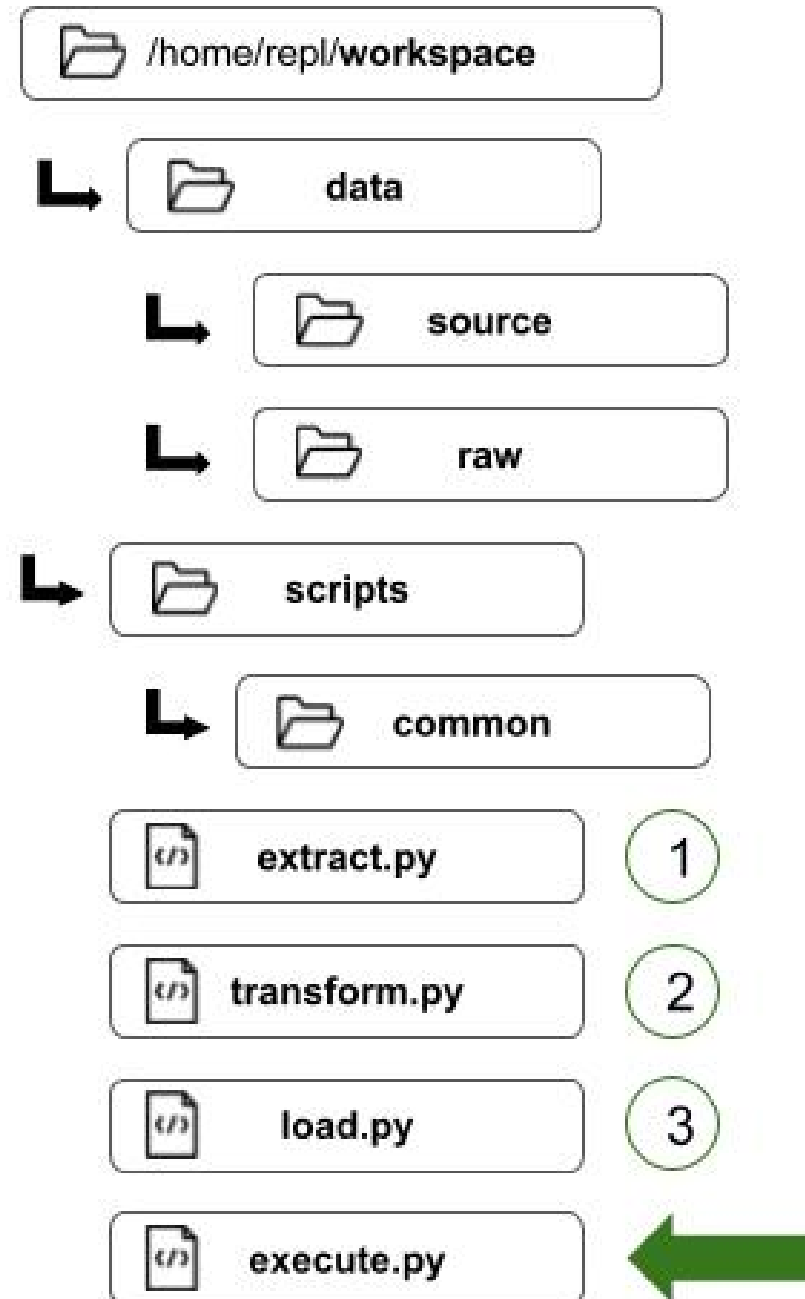 /home/repl/workspace
data
source
raw
scripts
common
</> extract.py 1
</> transform.py 2
</> load.py 3
</> execute.py